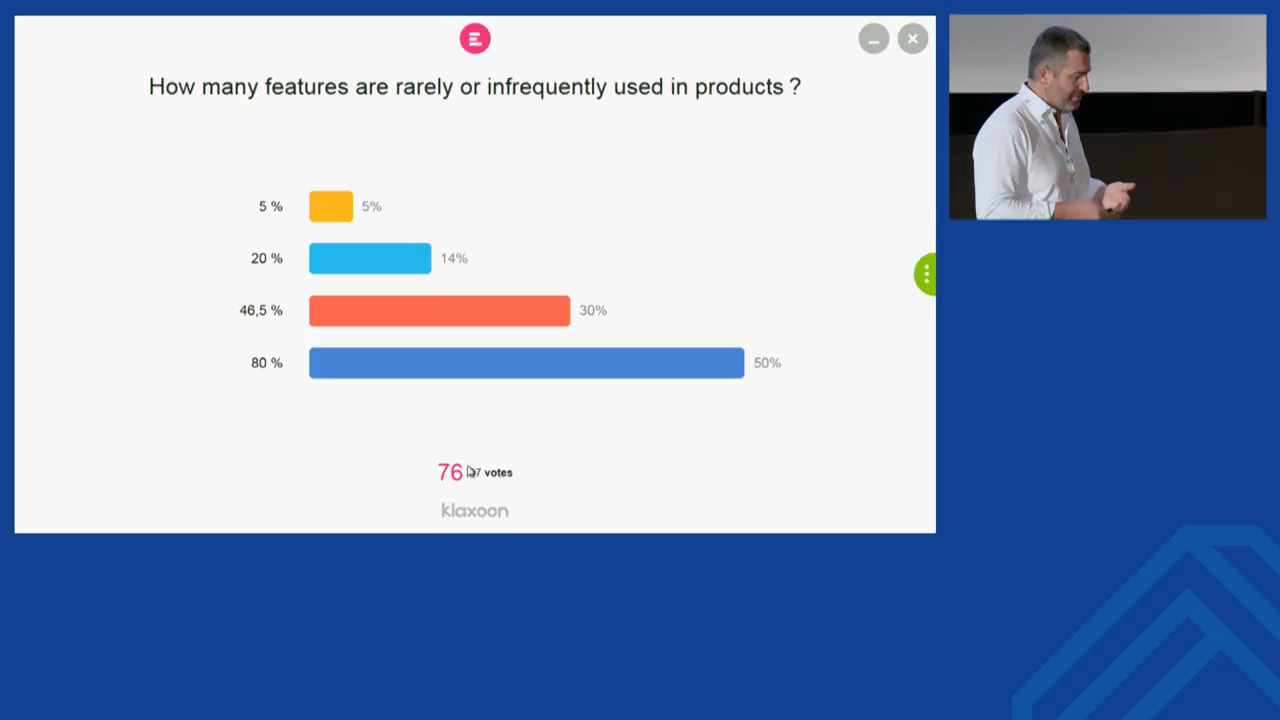 How many features are rarely or infrequently used in products ?
5 % 5%
20 % 14%
46,5 % 30%
80 % 50%
76 votes
klaxoon